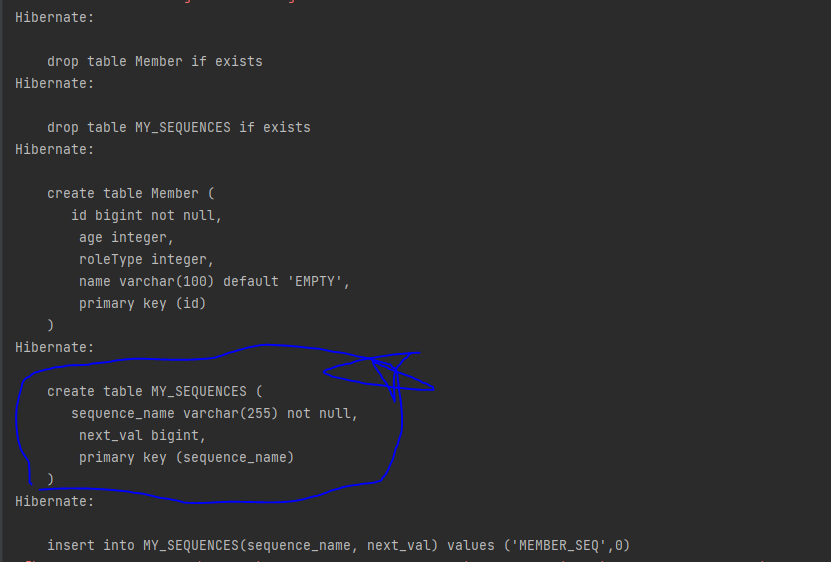 Hibernate:
drop table Member if exists
Hibernate:
drop table MY_SEQUENCES if exists
Hibernate:
create table Member (
id bigint not null,
age integer,
roleType integer,
name varchar(100) default 'EMPTY',
primary key (id)
)
Hibernate:
create table MY_SEQUENCES (
sequence_name varchar(255) not null,
next_val bigint,
primary key (sequence_name)
)
Hibernate:
insert into MY_SEQUENCES(sequence_name, next_val) values ('MEMBER_SEQ',0)